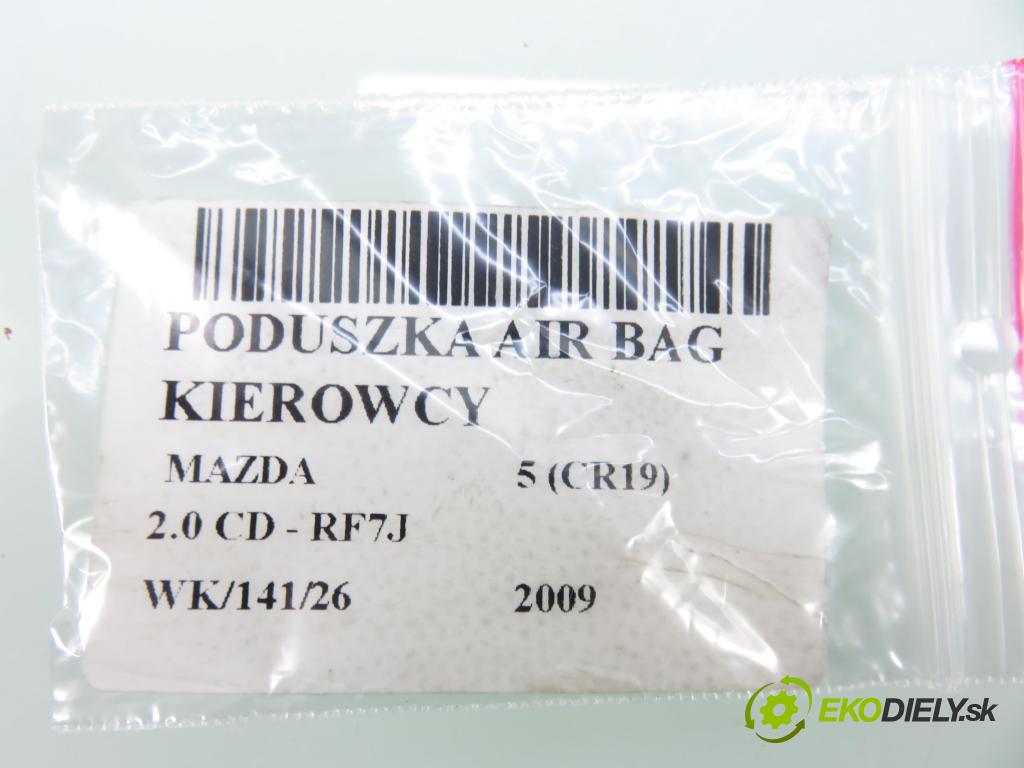 PODUSZKA AIR BAG
KIEROWCY
MAZDA 5 (CR19)
2.0 CD - RF7J
WK/141/26 2009
EKODIELY.sk